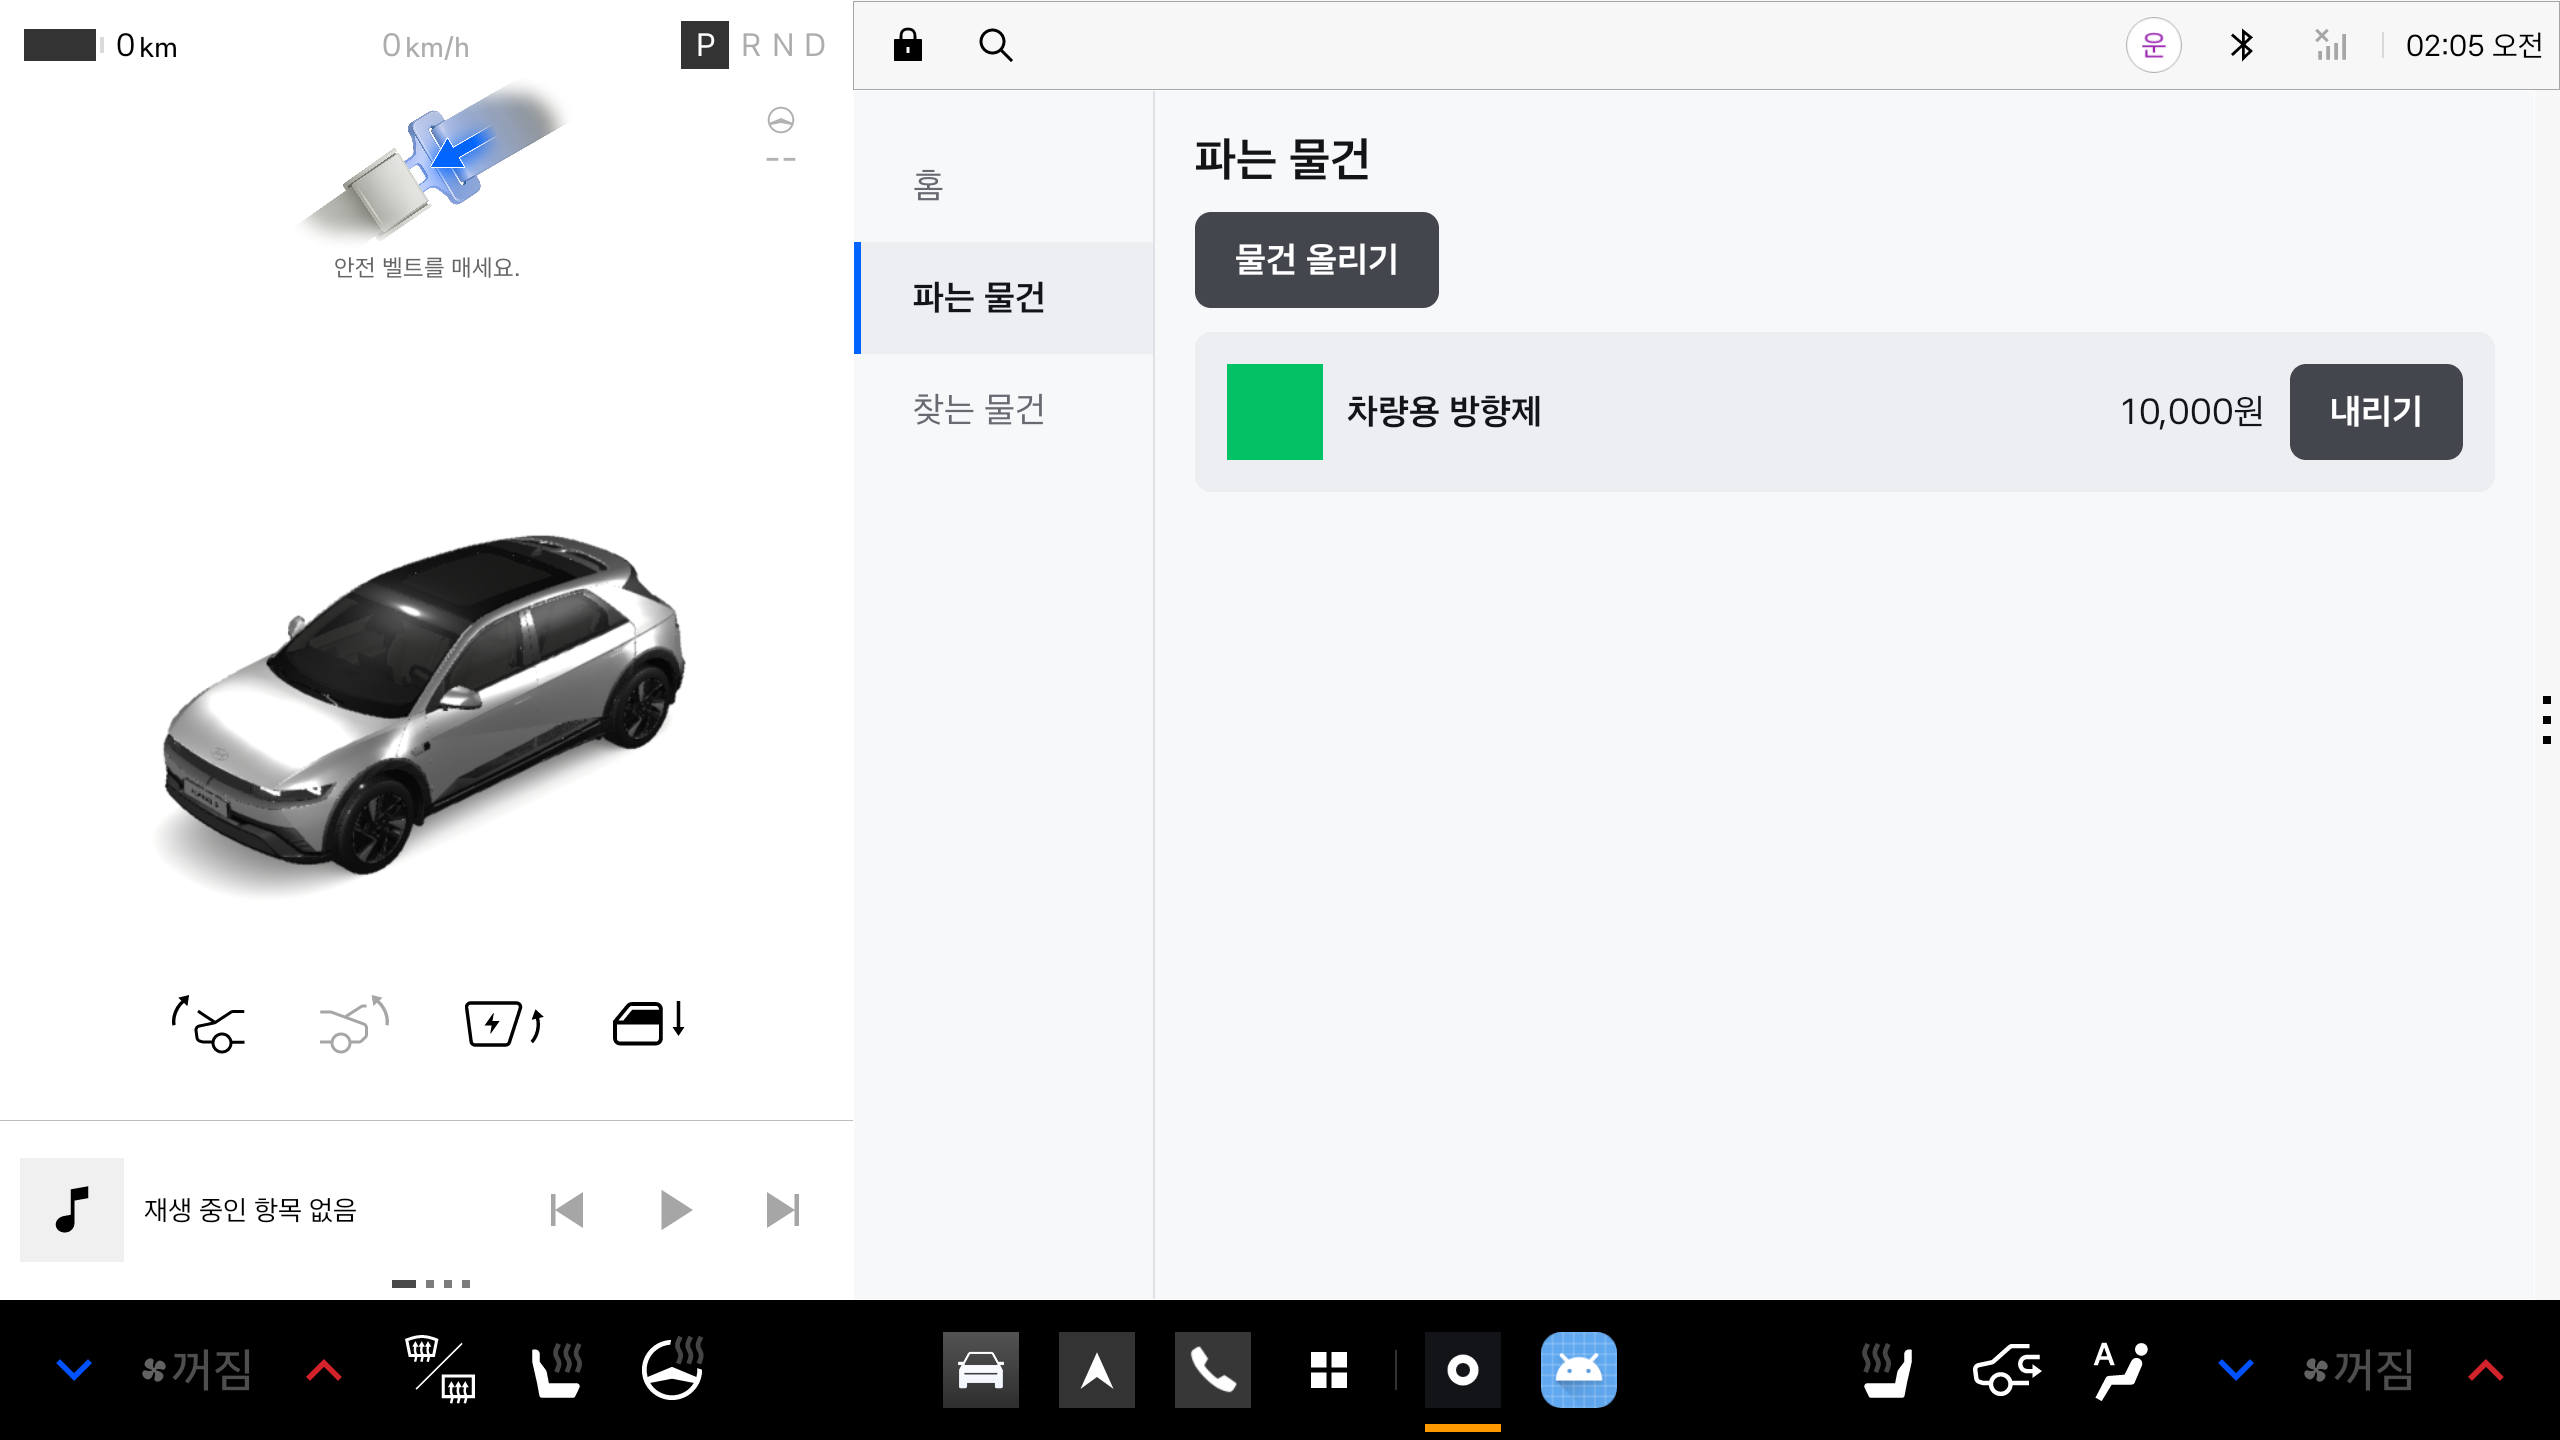 0 km
0 km/h
P R N D
안전 벨트를 매세요.
--
재생 중인 항목 없음
운
02:05 오전
홈
파는 물건
찾는 물건
파는 물건
물건 올리기
차량용 방향제
10,000원
내리기
꺼짐
A
꺼짐